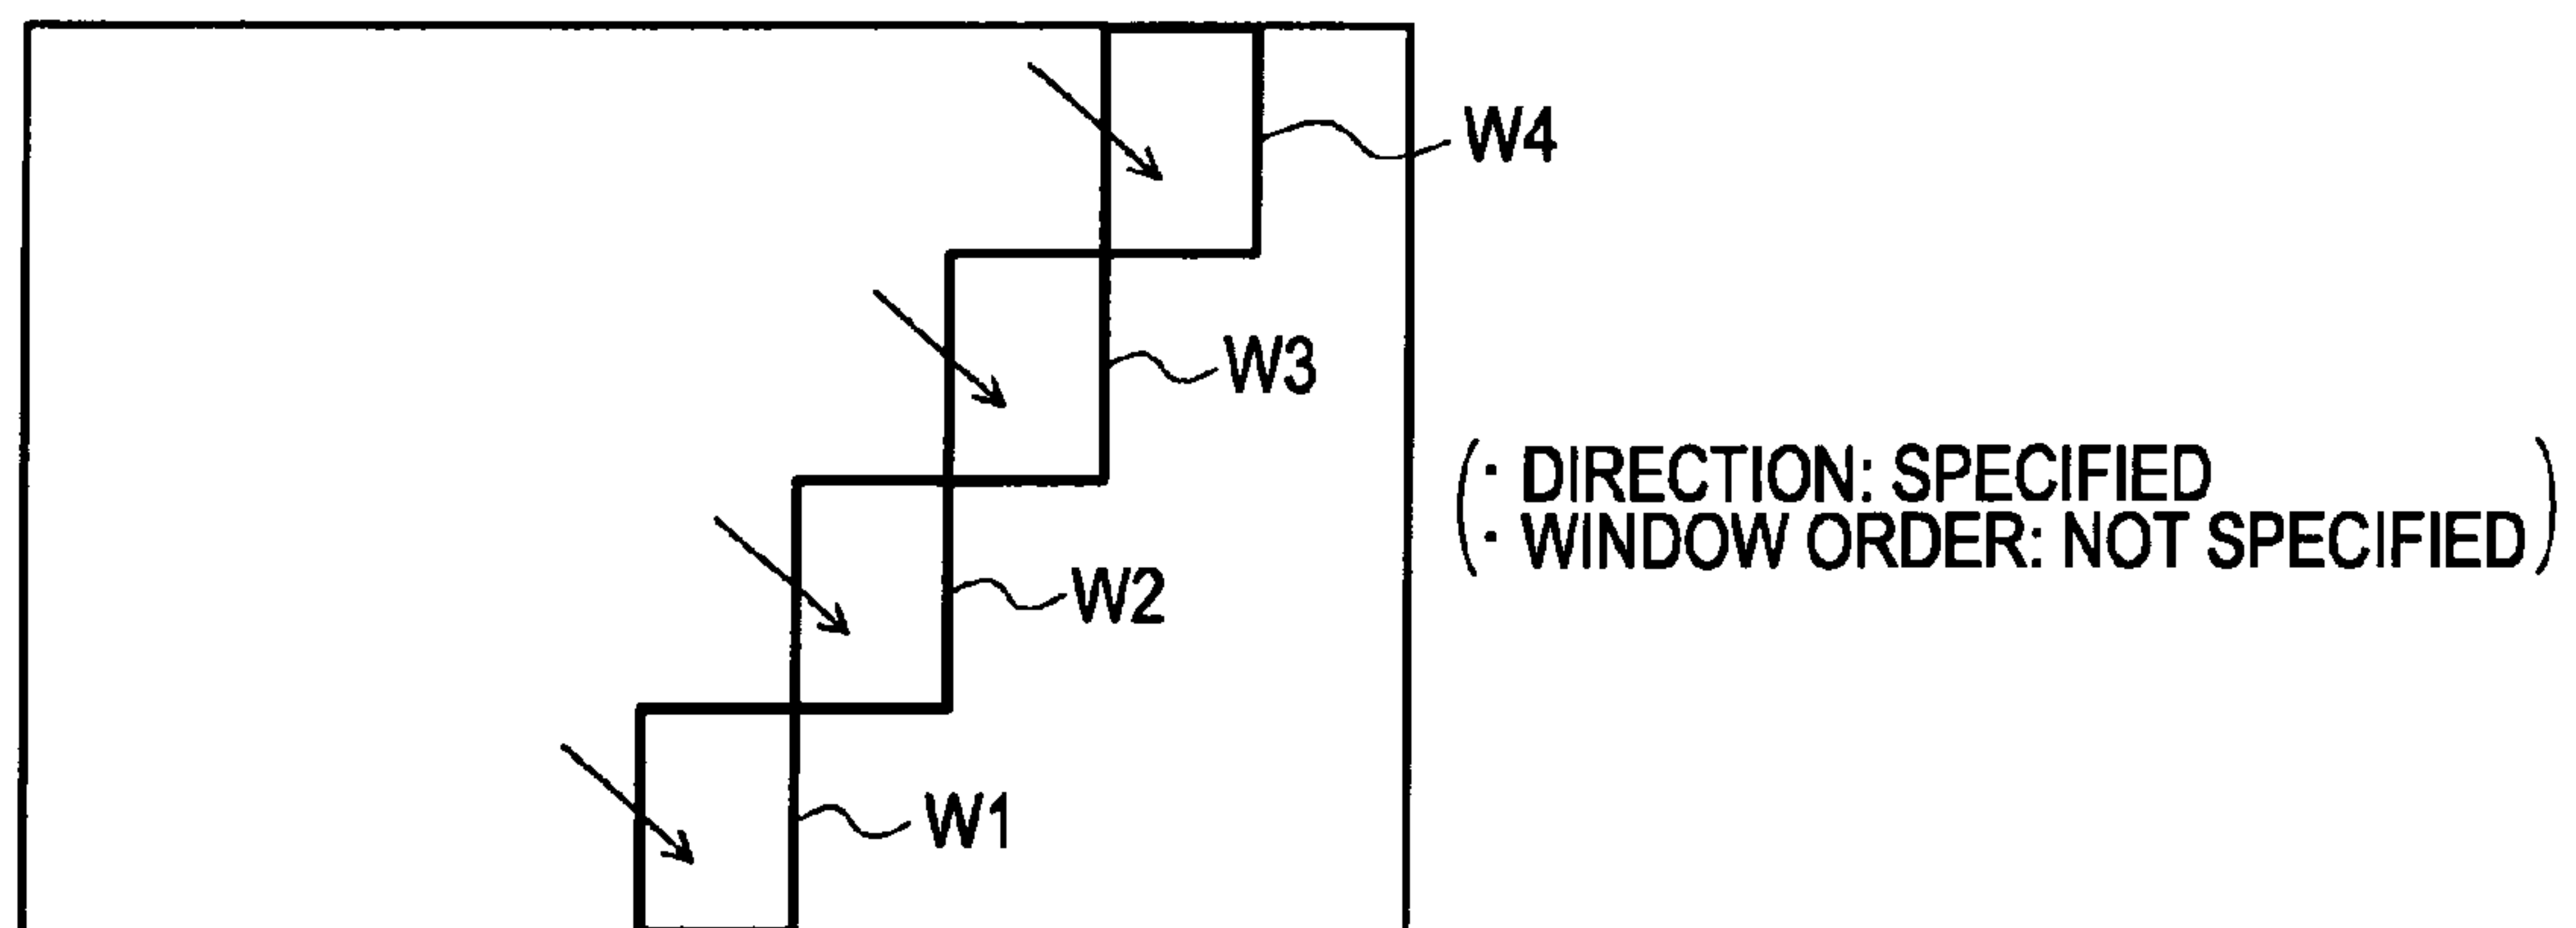 W4
W3
( · DIRECTION: SPECIFIED
· WINDOW ORDER: NOT SPECIFIED )
W2
W1